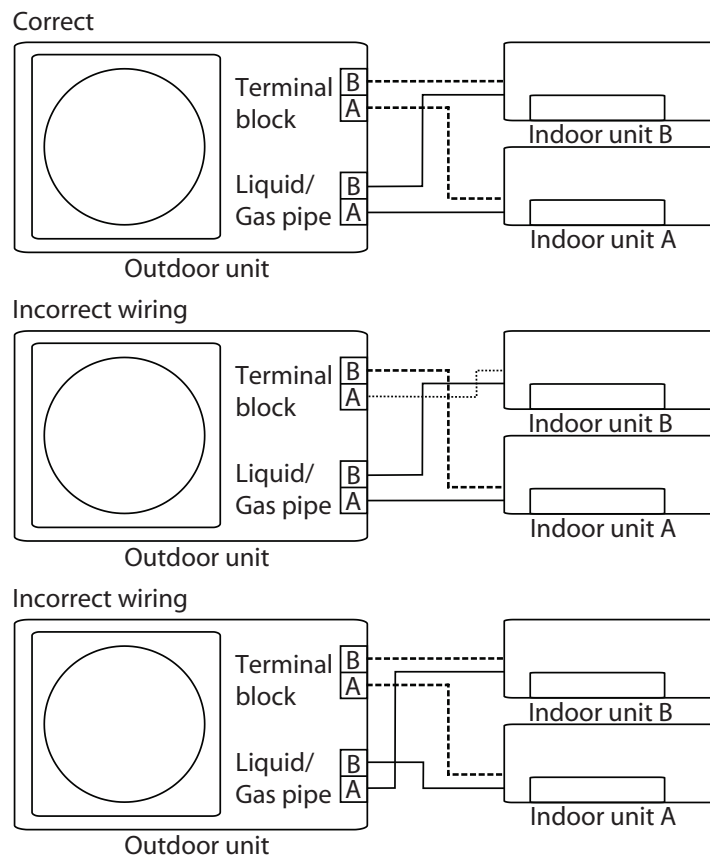 Correct
Terminal
block
B
A
Liquid/
Gas pipe
B
A
Outdoor unit
Indoor unit B
Indoor unit A
Incorrect wiring
Terminal
block
B
A
Liquid/
Gas pipe
B
A
Outdoor unit
Indoor unit B
Indoor unit A
Incorrect wiring
Terminal
block
B
A
Liquid/
Gas pipe
B
A
Outdoor unit
Indoor unit B
Indoor unit A